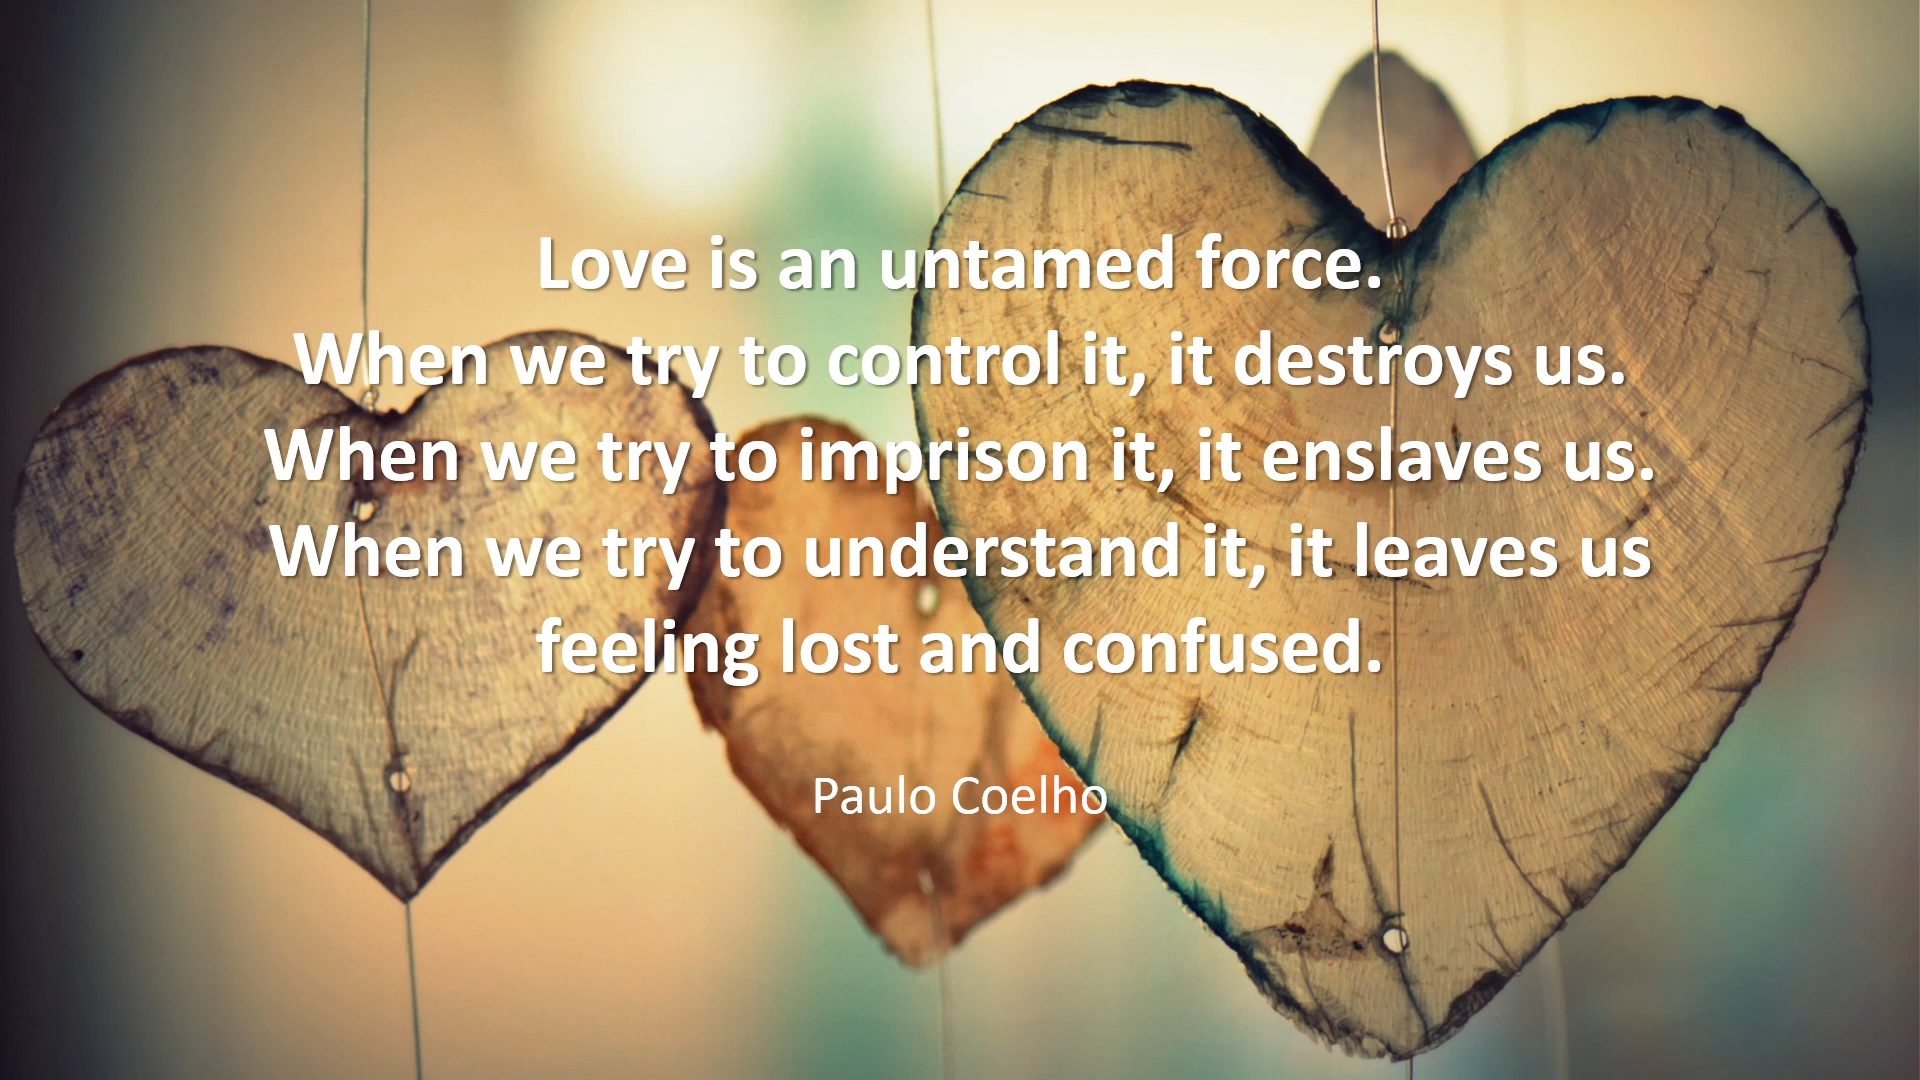 Love is an untamed force.
When we try to control it, it destroys us.
When we try to imprison it, it enslaves us.
When we try to understand it, it leaves us
feeling lost and confused.
Paulo Coelho